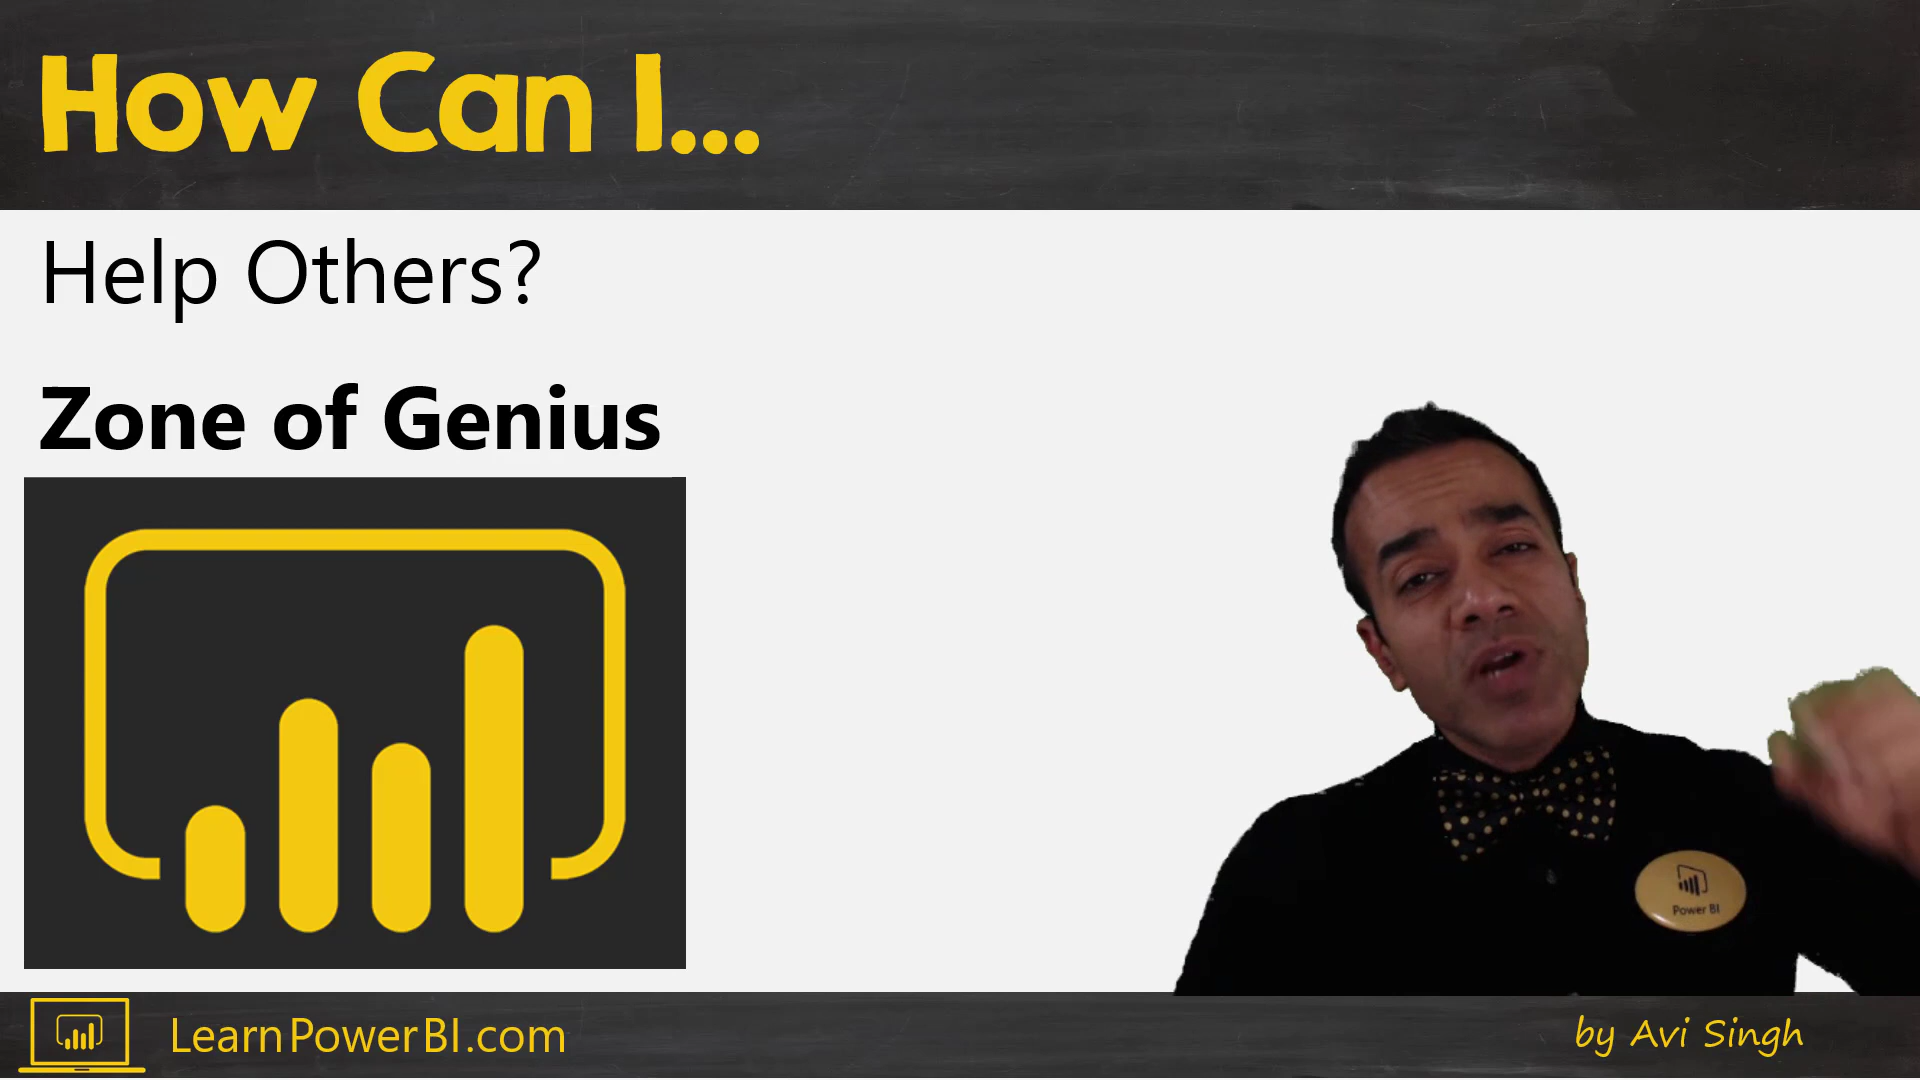 How Can I...
Help Others?
Zone of Genius
Power BI
LearnPowerBI.com
by Avi Singh